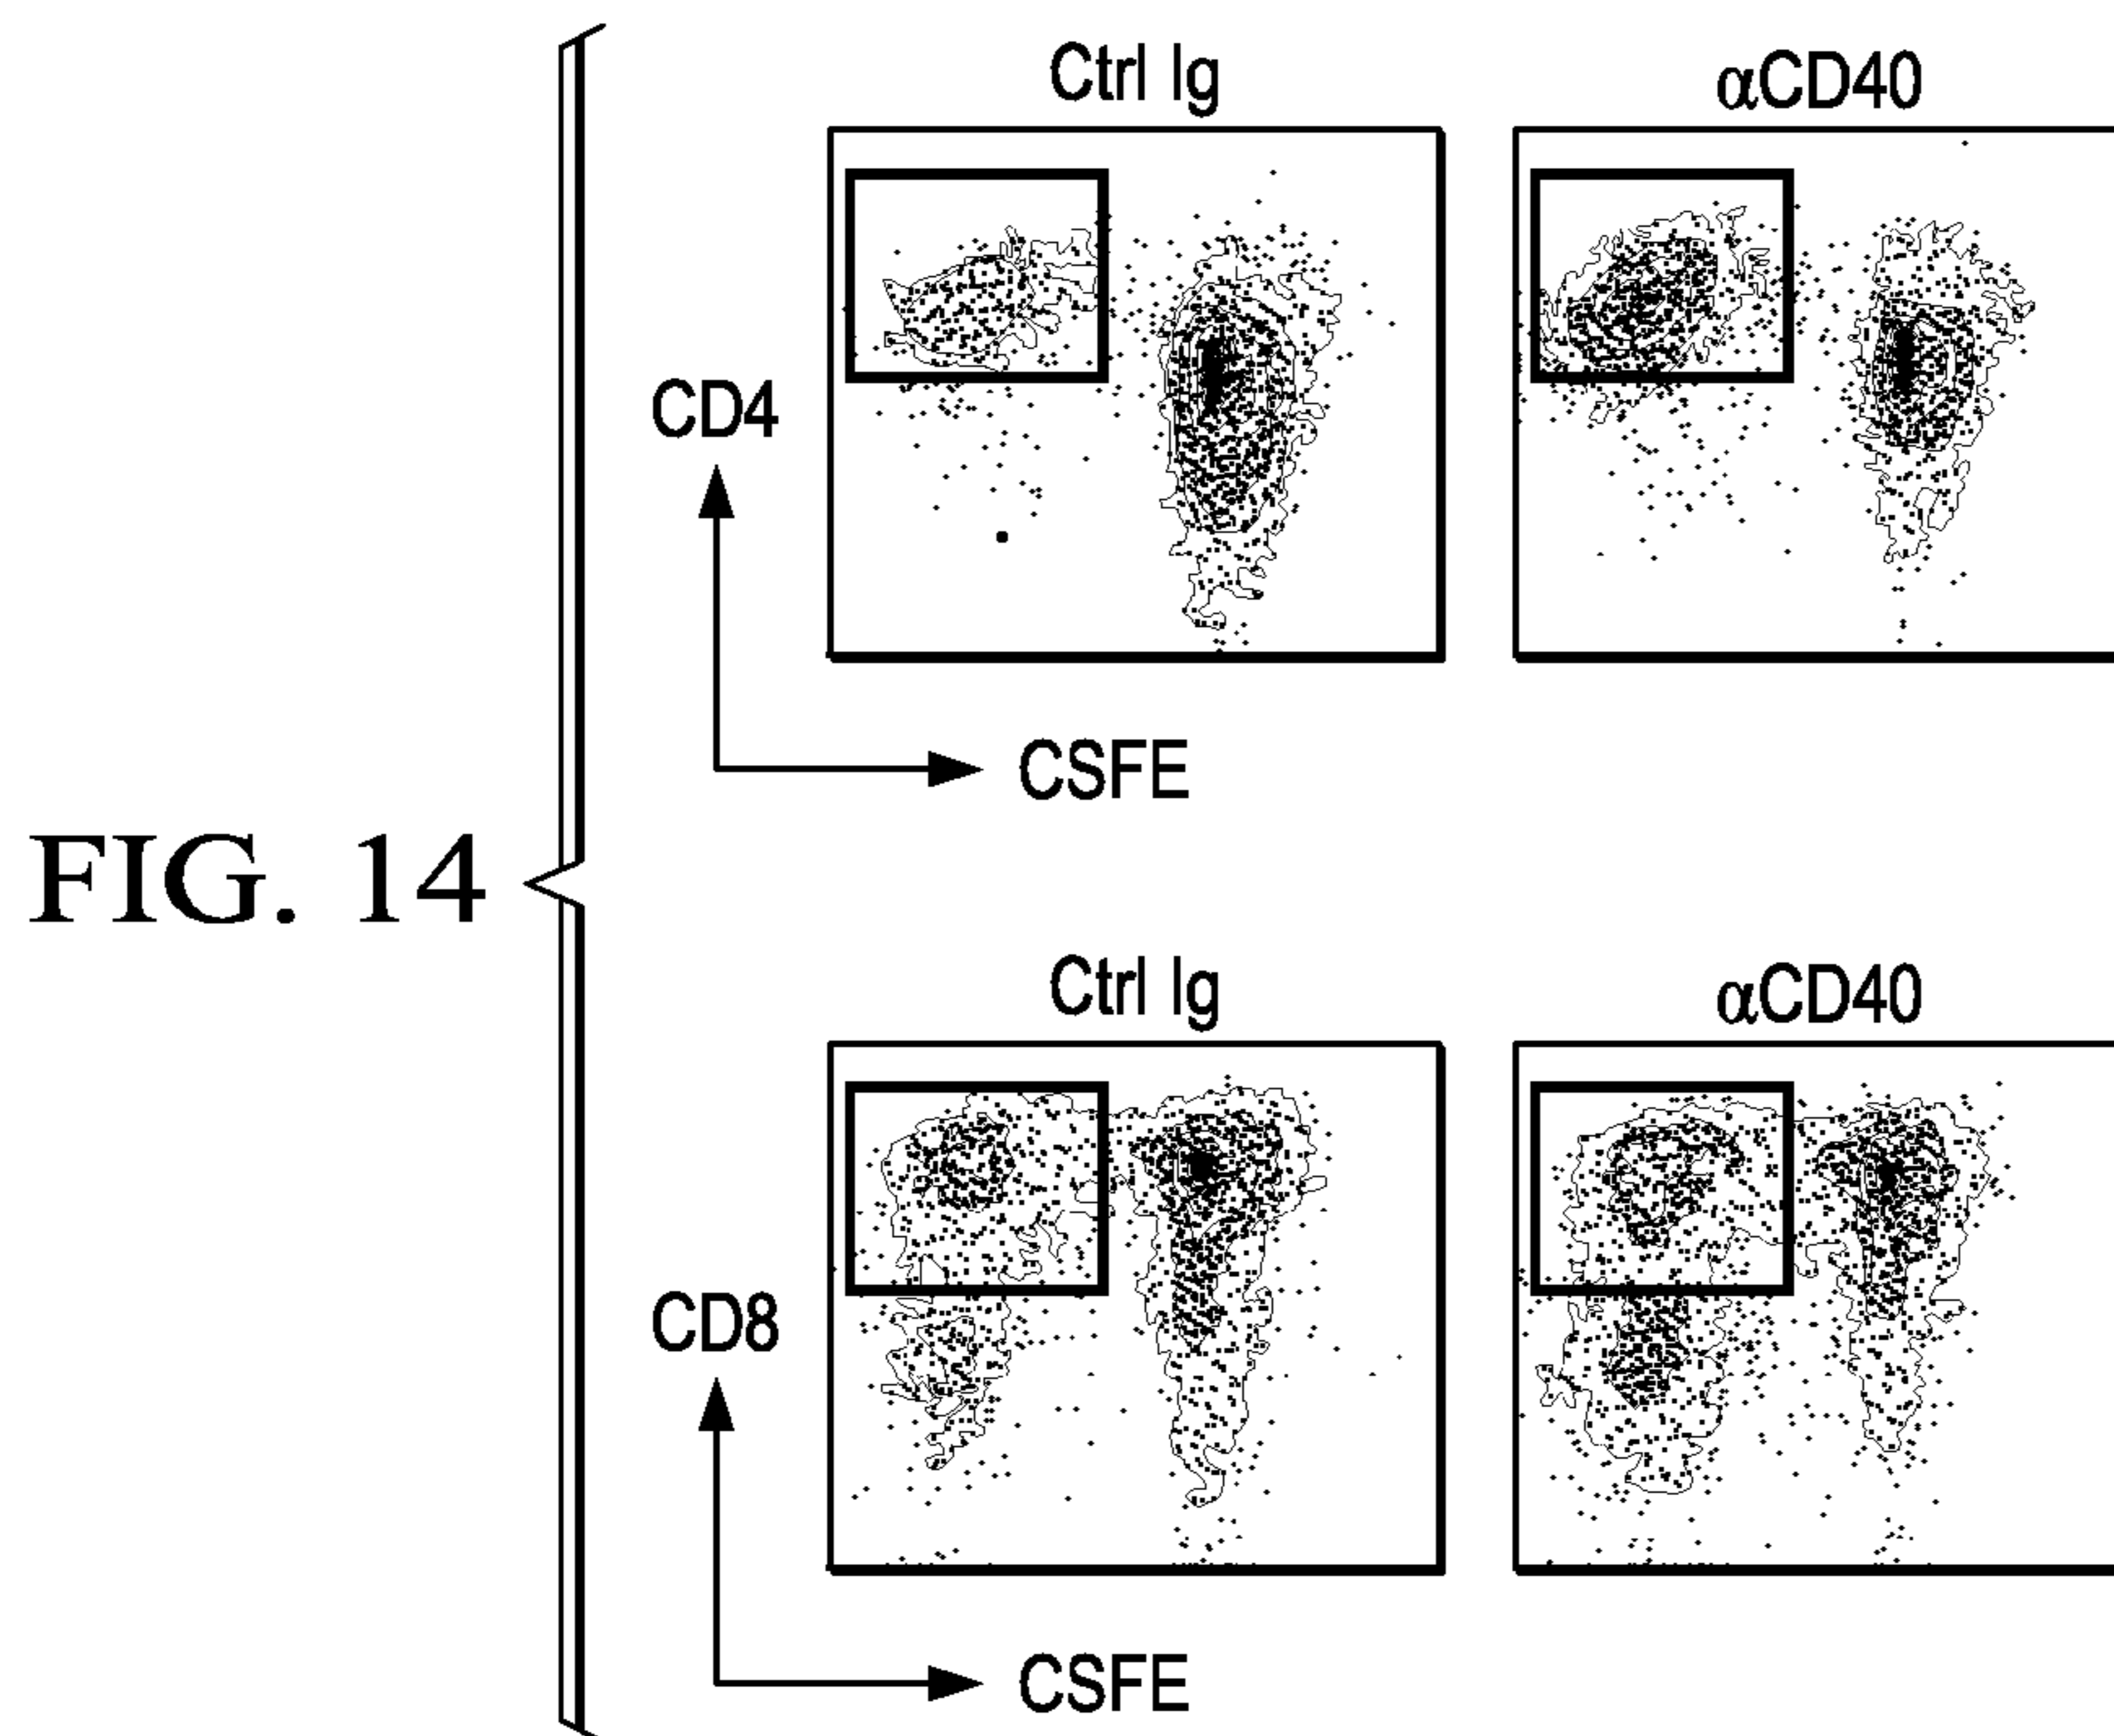 Ctrl Ig
αCD40
CD4
CSFE
FIG. 14
Ctrl Ig
αCD40
CD8
CSFE